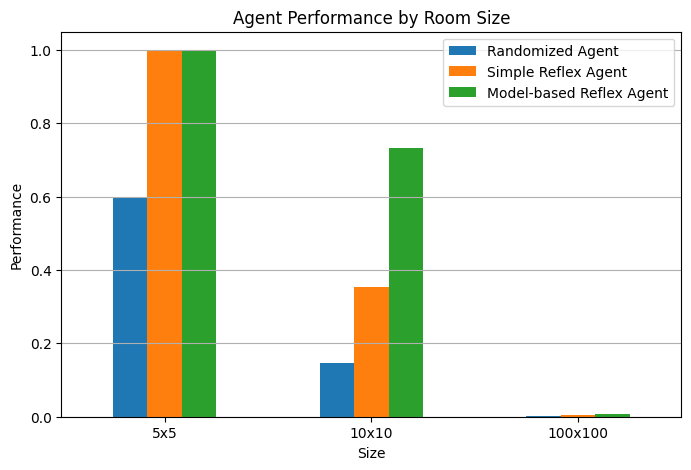 Agent Performance by Room Size
Randomized Agent
Simple Reflex Agent
Model-based Reflex Agent
Performance
1.0
0.8
0.6
0.4
0.2
0.0
5x5
10x10
100x100
Size